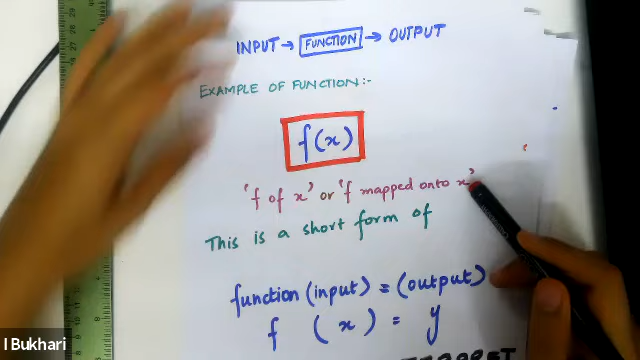 INPUT → FUNCTION → OUTPUT
EXAMPLE OF FUNCTION:-
f(x)
'f of x' or 'f mapped onto x'
This is a short form of
function (input) = (output)
f (x) = y
I Bukhari